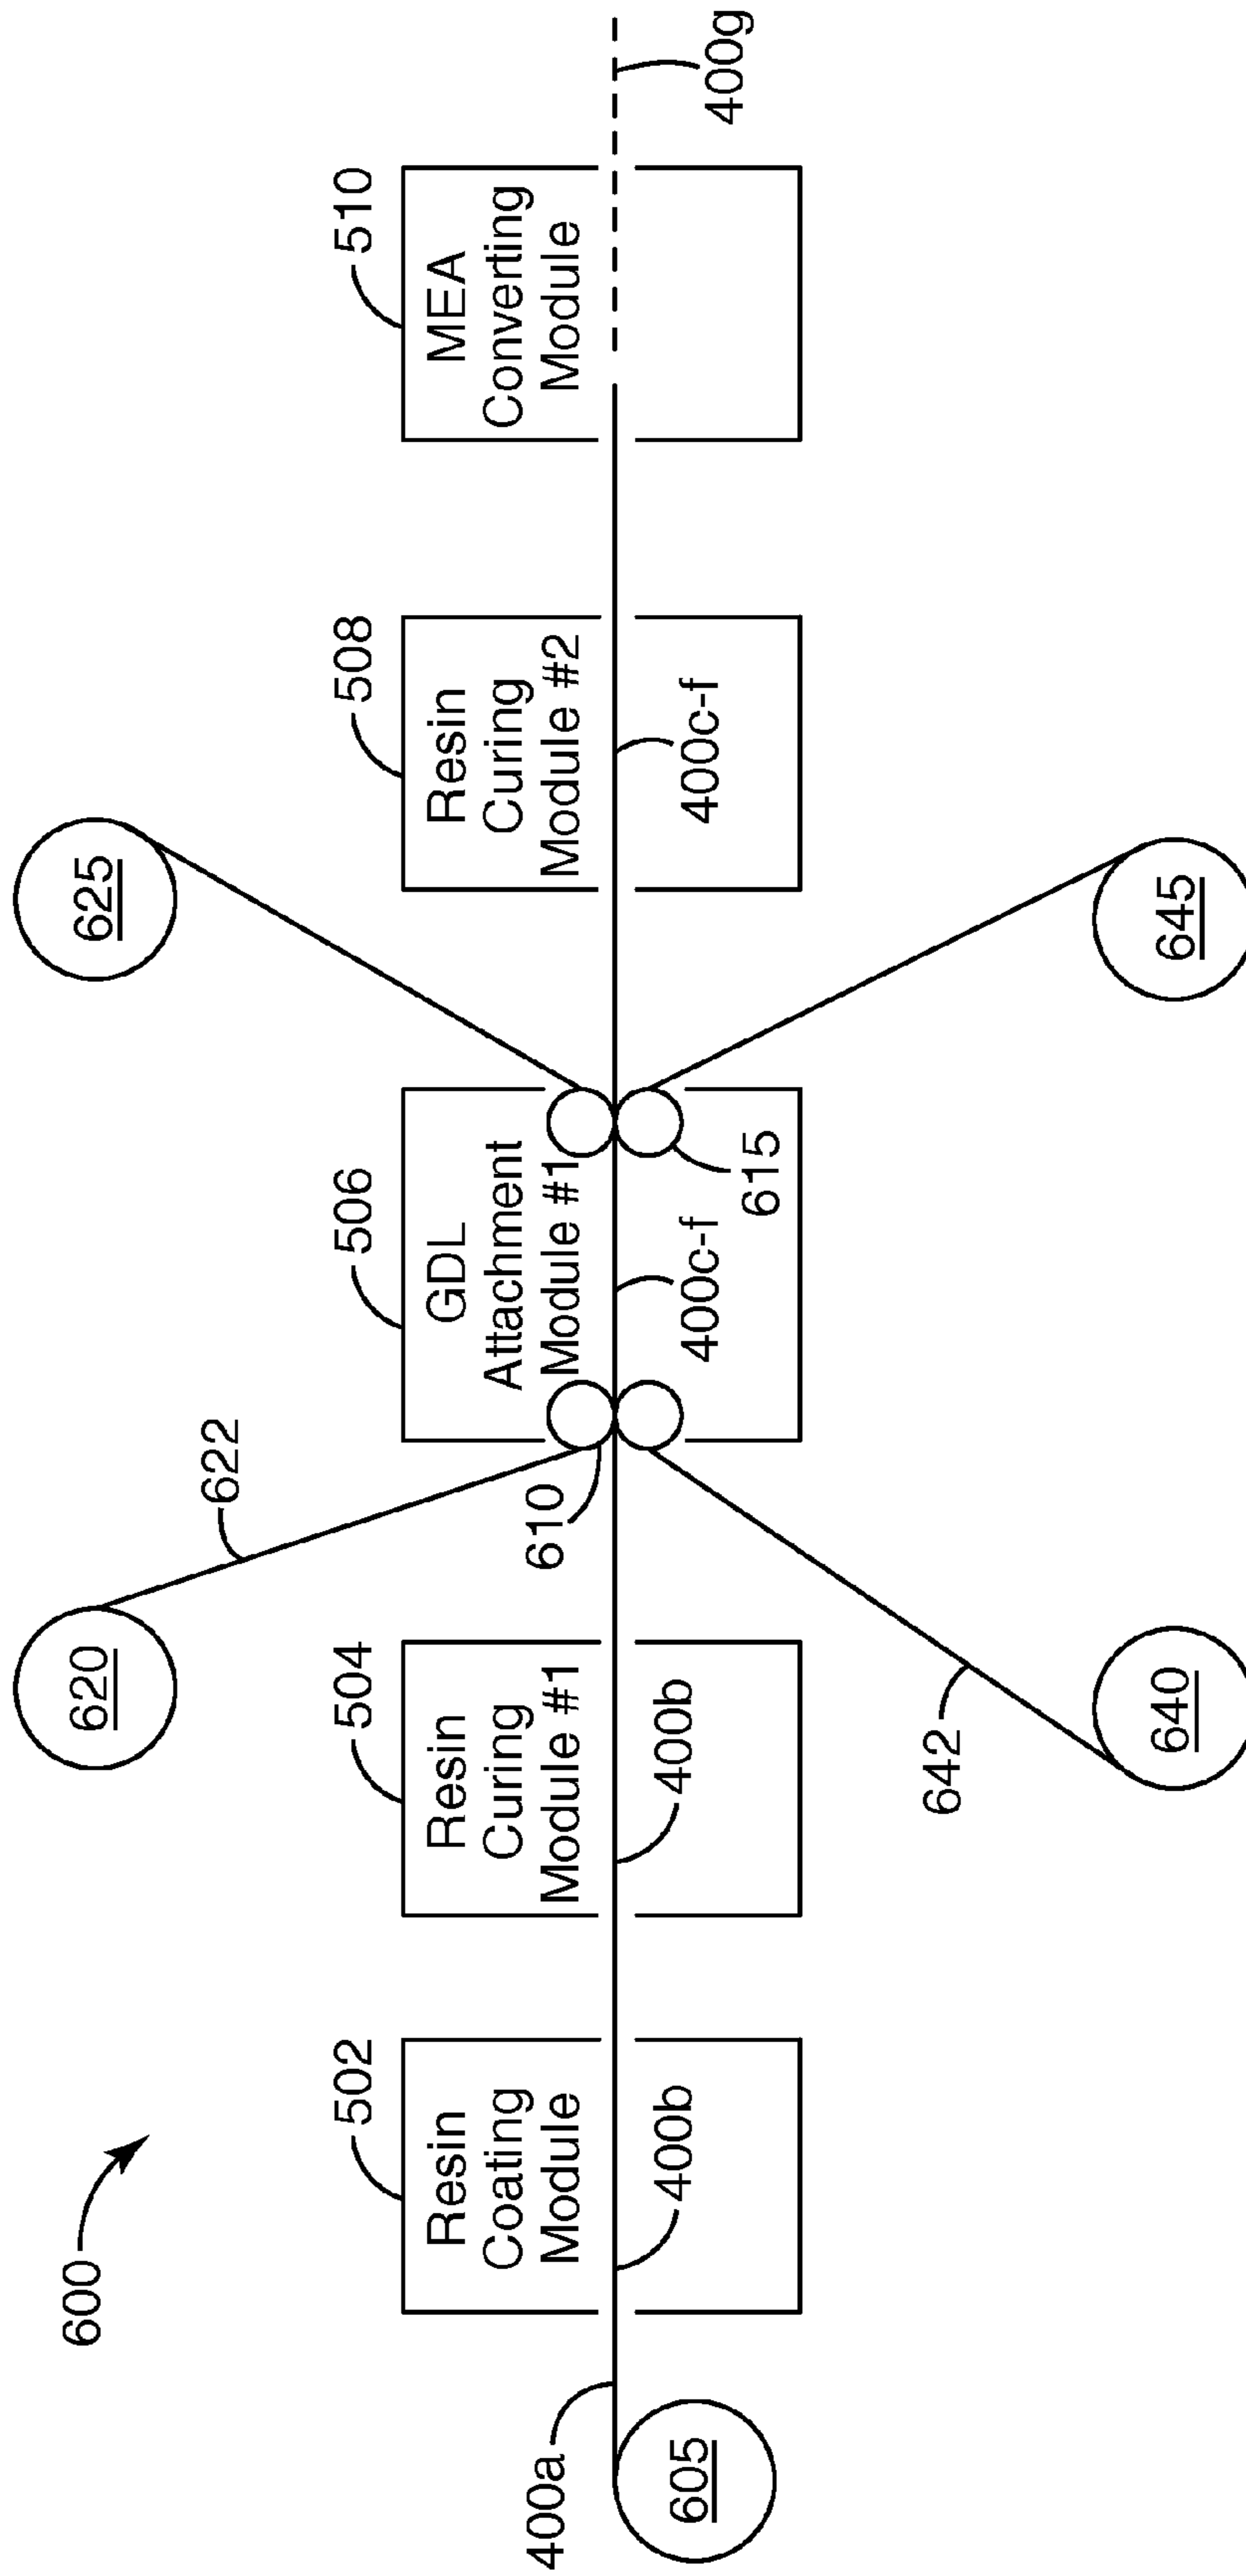 600
502
504
506
508
510
Resin
Coating
Module
Resin
Curing
Module #1
GDL
Attachment
Module #1
Resin
Curing
Module #2
MEA
Converting
Module
620
622
625
400a
605
400b
400b
610
400c-f
615
400c-f
400g
642
640
645